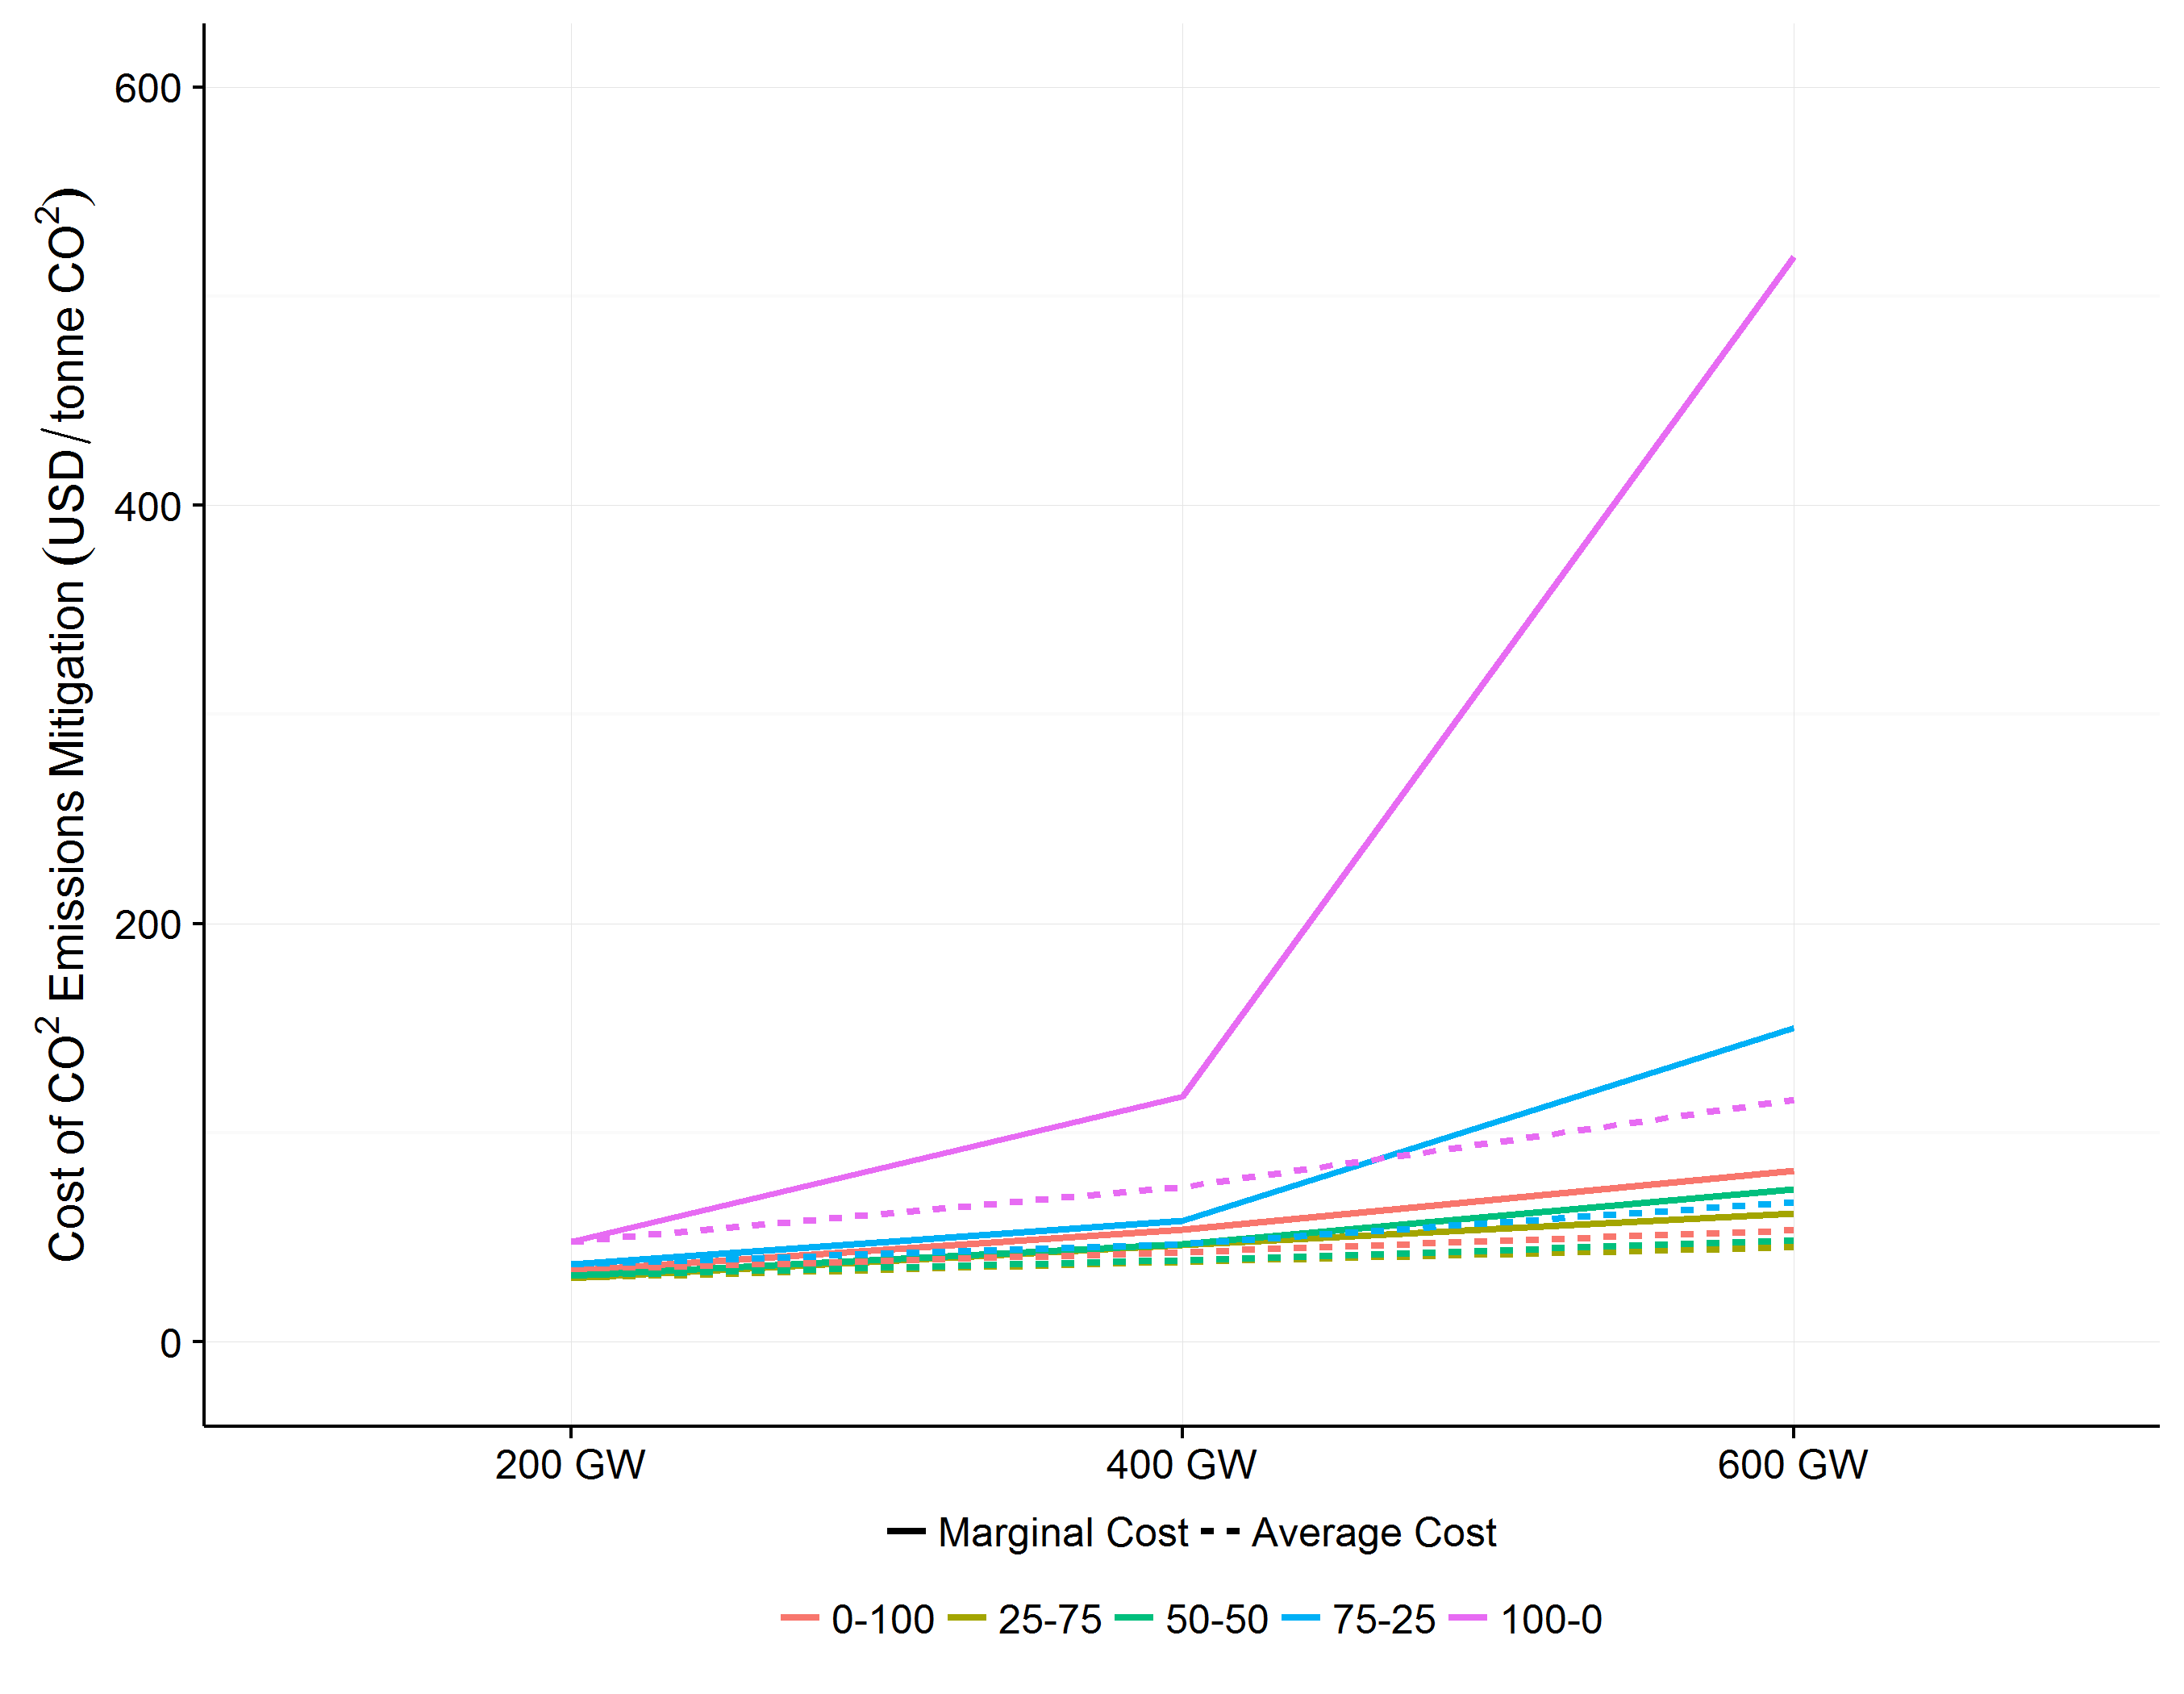 Cost of CO² Emissions Mitigation (USD/tonne CO²)
600
400
200
0
200 GW 400 GW 600 GW
Marginal Cost Average Cost
0-100 25-75 50-50 75-25 100-0